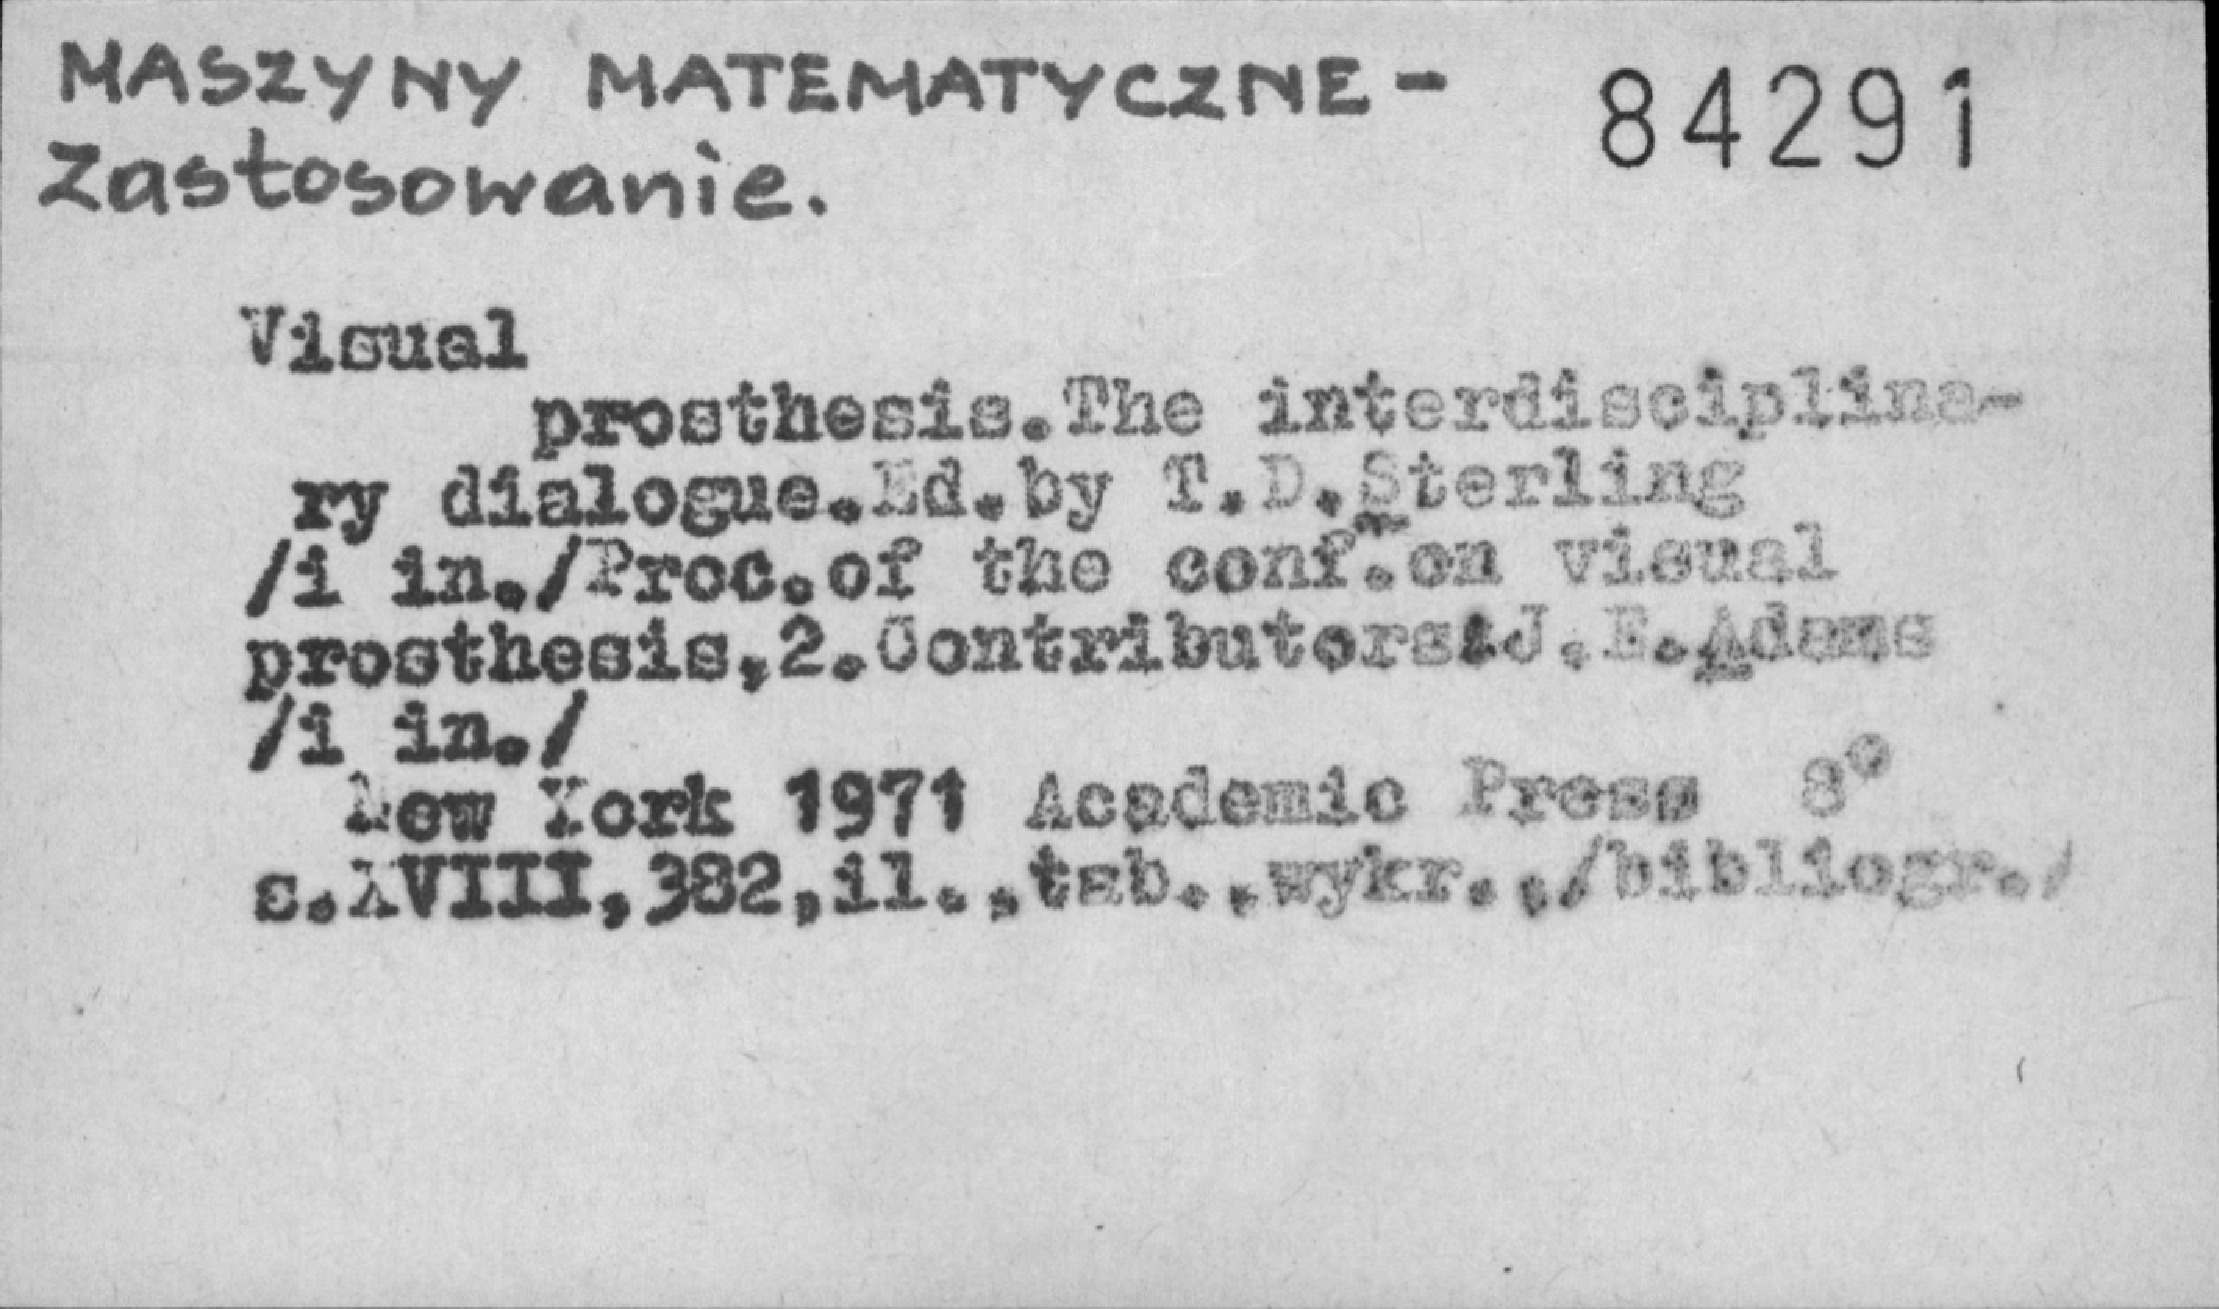 MASZYNY MATEMATYCZNE -
84291
Zastosowanie.
Visual
prosthesis.The interdisciplina-
ry dialogue.Ed.by T.D.Sterling
/i in./Proc.of the conf.on visual
prosthesis,2.Contributors:J.E.Adams
/i in./
New York 1971 Academic Press 8°
s.XVIII,382,il.,tab.,wykr.,/bibliogr./